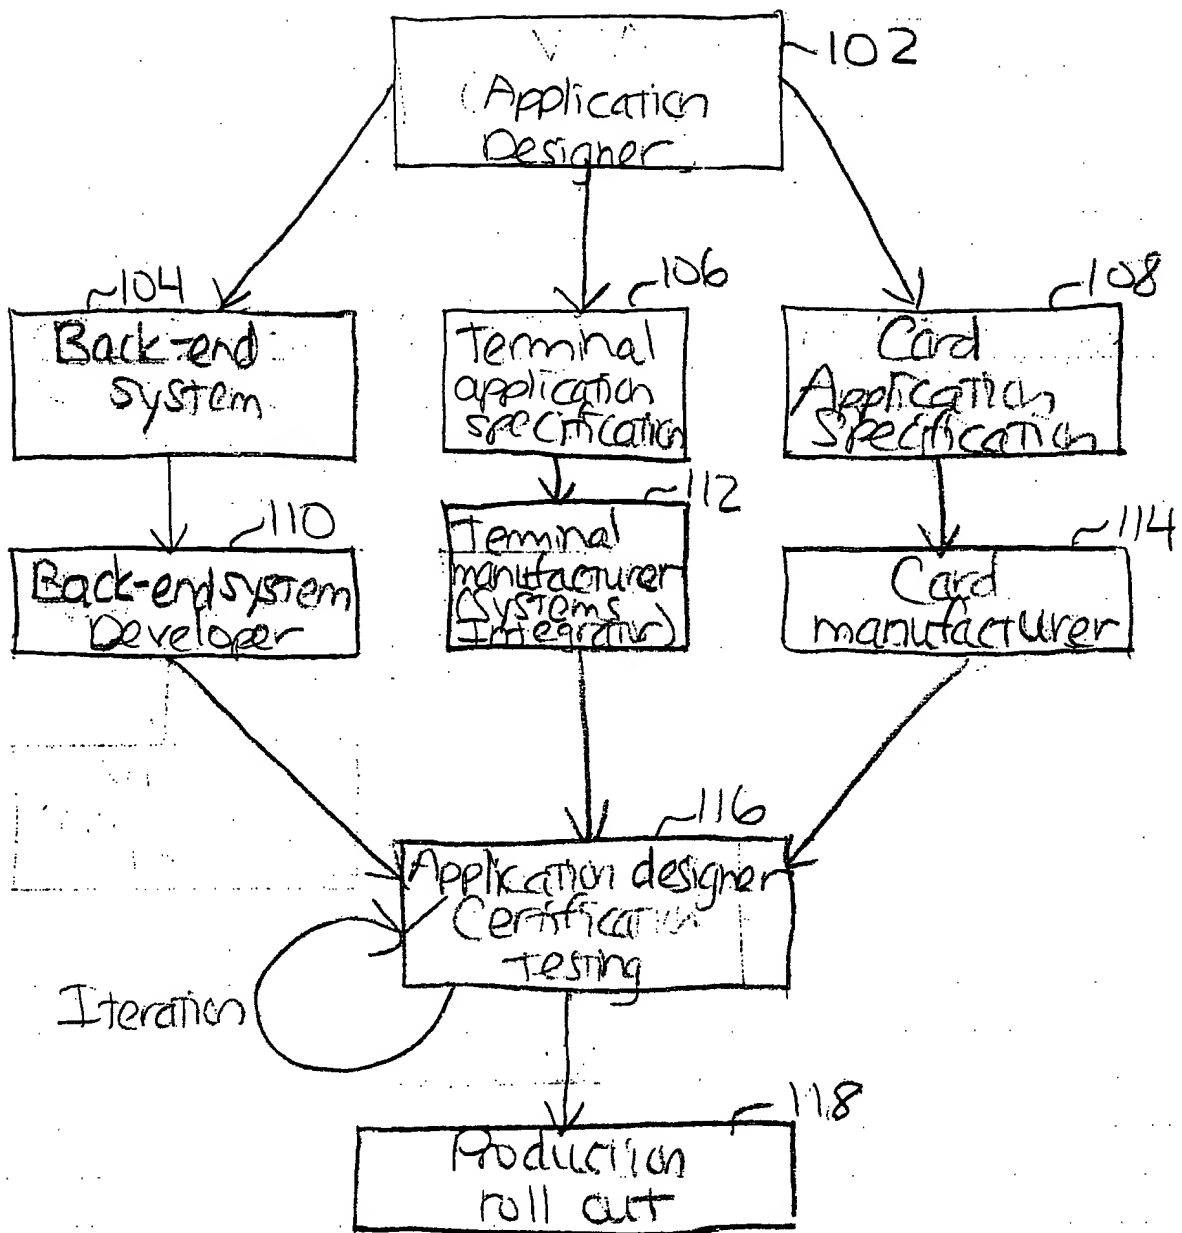 102
Application
Designer
104
106
108
Back-end
system
Terminal
application
specification
Card
Application
Specification
110
112
114
Back-end system
Developer
Terminal
manufacturer
(Systems
Integrator)
Card
manufacturer
116
Application designer
Certification
Testing
Iteration
118
Production
roll out